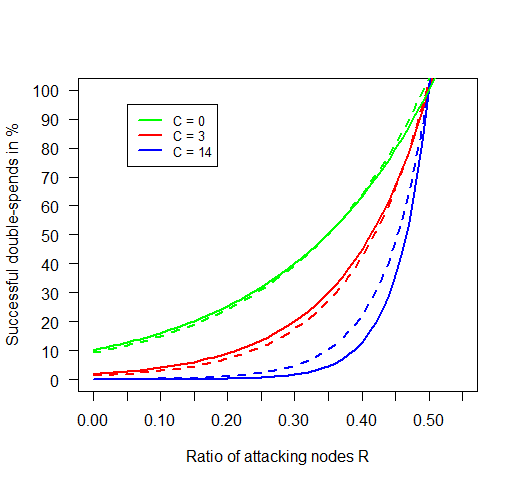 Successful double-spends in %
100
90
80
70
60
50
40
30
20
10
0
C = 0
C = 3
C = 14
0.00 0.10 0.20 0.30 0.40 0.50
Ratio of attacking nodes R